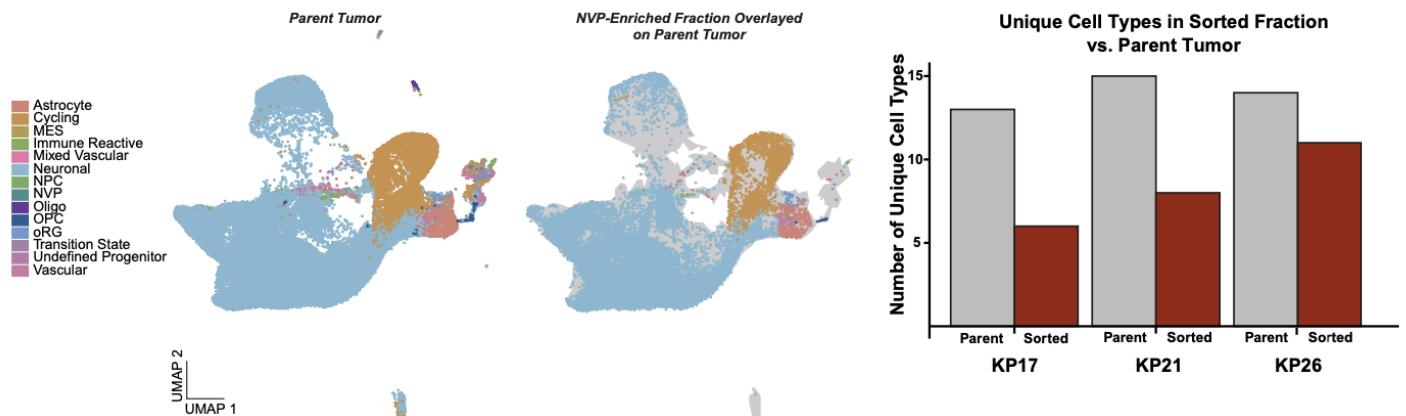 Parent Tumor
NVP-Enriched Fraction Overlayed
on Parent Tumor
Astrocyte
Cycling
MES
Immune Reactive
Mixed Vascular
Neuronal
NPC
NVP
Oligo
OPC
oRG
Transition State
Undefined Progenitor
Vascular
UMAP 2
UMAP 1
Unique Cell Types in Sorted Fraction
vs. Parent Tumor
Number of Unique Cell Types
15
10
5
Parent Sorted Parent Sorted Parent Sorted
KP17 KP21 KP26